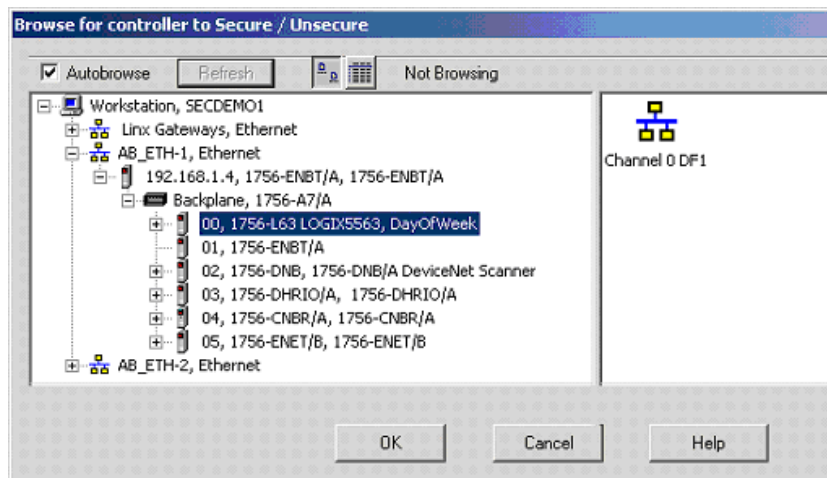 Browse for controller to Secure / Unsecure
Autobrowse Refresh Not Browsing
Workstation, SECDEMO1
Linx Gateways, Ethernet
AB_ETH-1, Ethernet
192.168.1.4, 1756-ENBT/A, 1756-ENBT/A
Backplane, 1756-A7/A
00, 1756-L63 LOGIX5563, DayOfWeek
01, 1756-ENBT/A
02, 1756-DNB, 1756-DNB/A DeviceNet Scanner
03, 1756-DHRIO/A, 1756-DHRIO/A
04, 1756-CNBR/A, 1756-CNBR/A
05, 1756-ENET/B, 1756-ENET/B
AB_ETH-2, Ethernet
Channel 0 DF1
OK Cancel Help